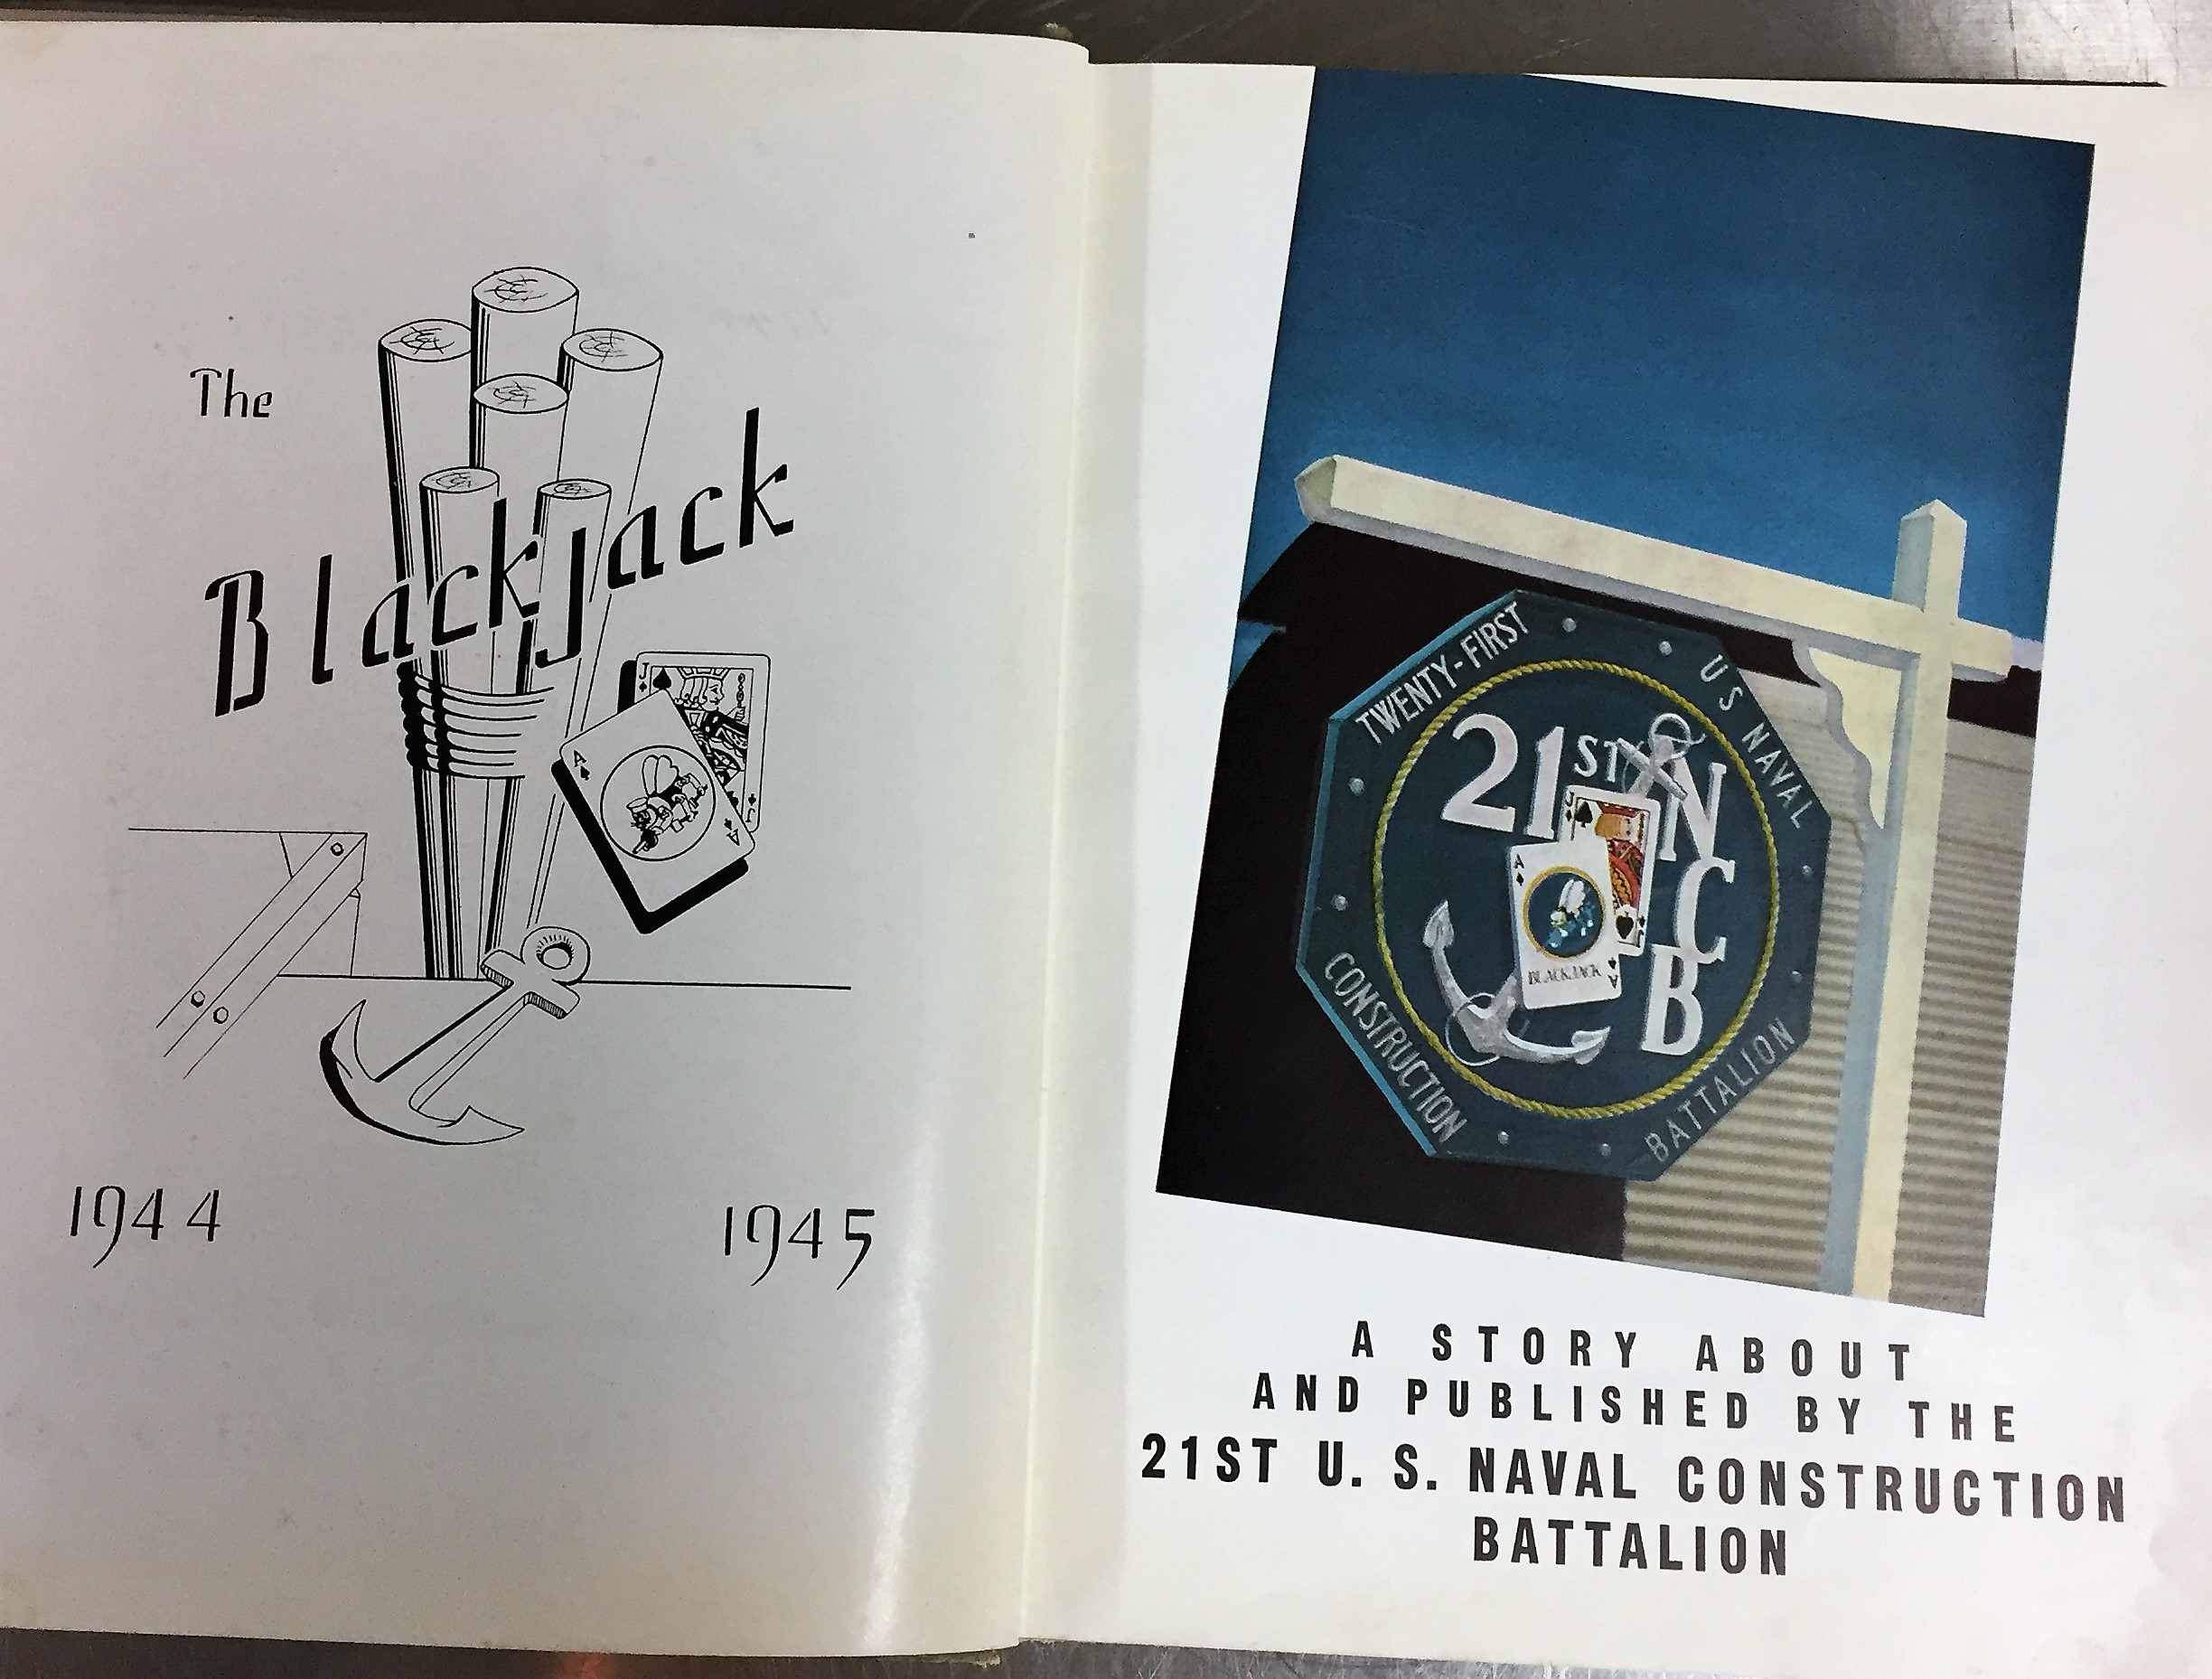 The
Blackjack
J
A
A
J
1944
1945
TWENTY-FIRST
US NAVAL
21ST N
C
B
J
A
BLACKJACK
A
CONSTRUCTION
BATTALION
A STORY ABOUT
AND PUBLISHED BY THE
21ST U. S. NAVAL CONSTRUCTION
BATTALION